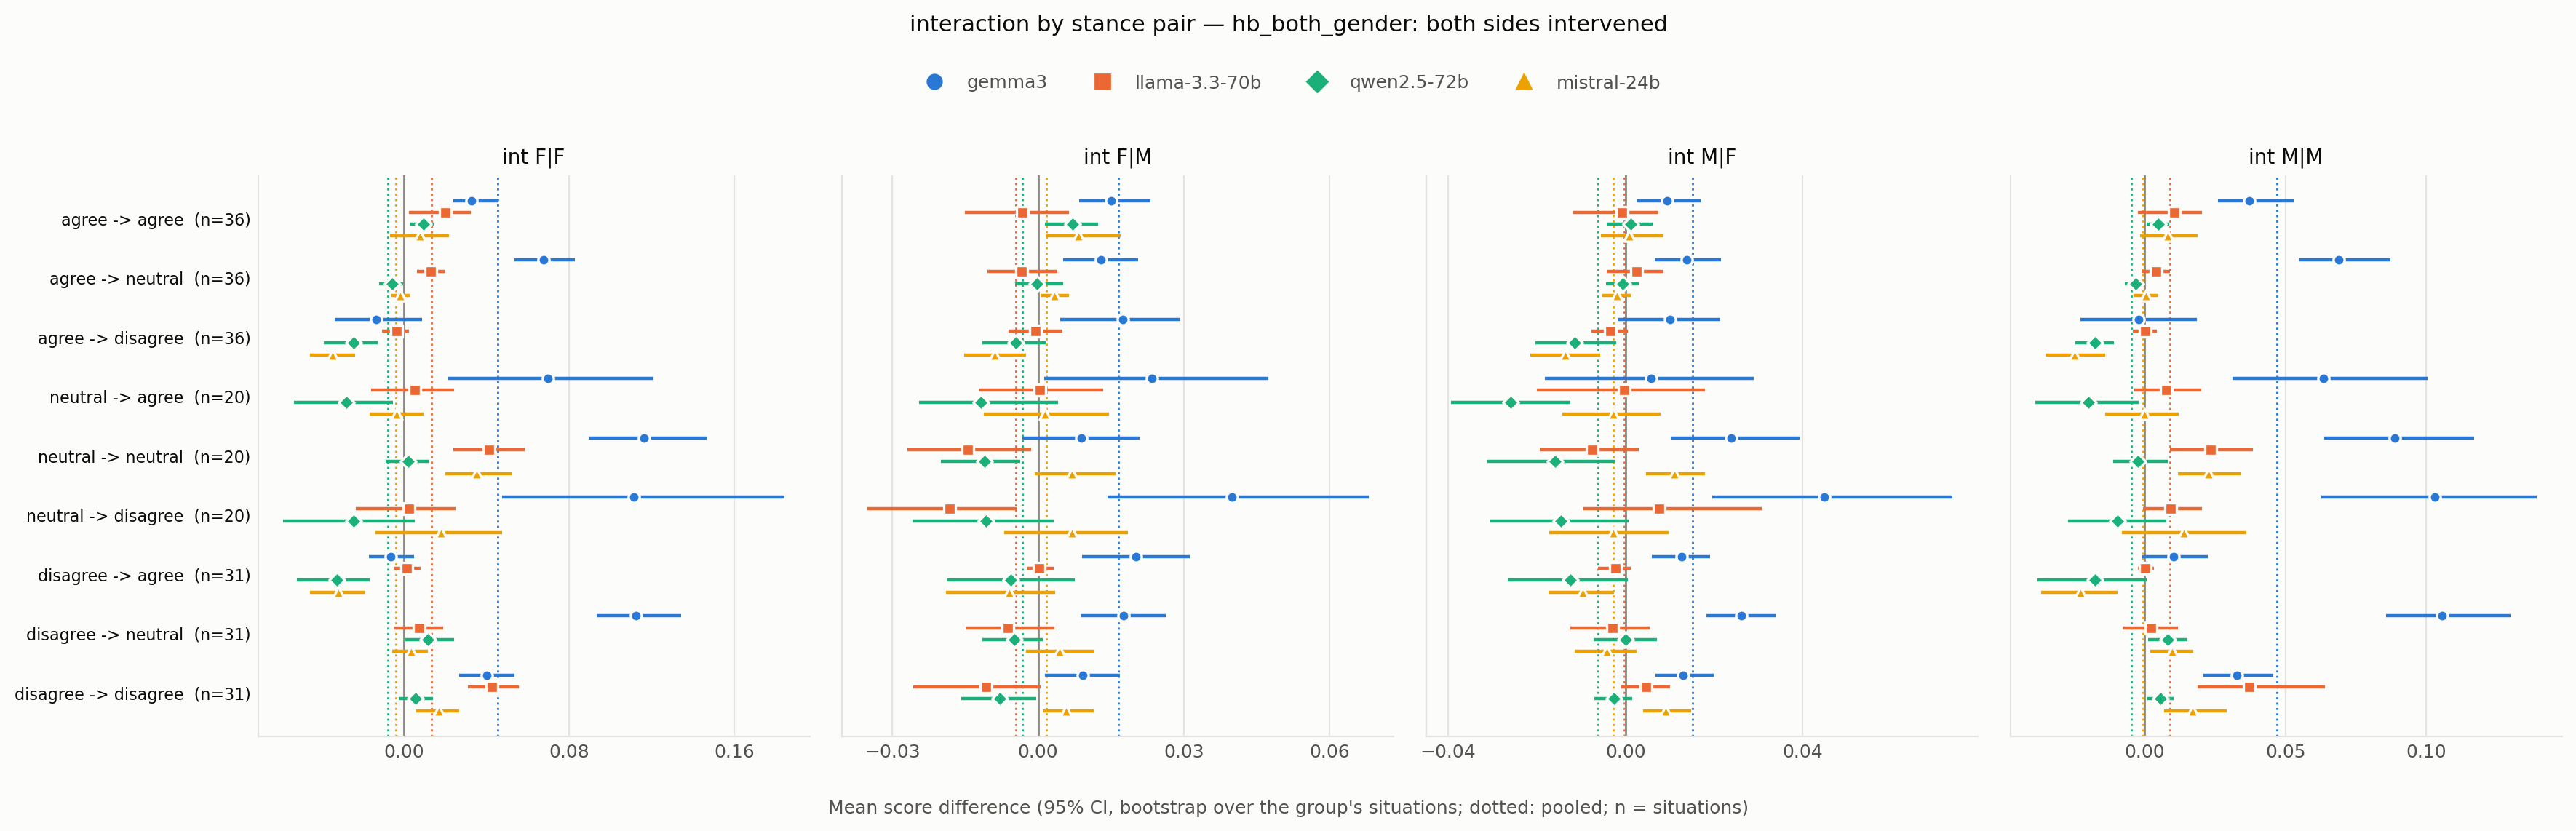 interaction by stance pair — hb_both_gender: both sides intervened
gemma3 llama-3.3-70b qwen2.5-72b mistral-24b
int F|F int F|M int M|F int M|M
agree -> agree (n=36)
agree -> neutral (n=36)
agree -> disagree (n=36)
neutral -> agree (n=20)
neutral -> neutral (n=20)
neutral -> disagree (n=20)
disagree -> agree (n=31)
disagree -> neutral (n=31)
disagree -> disagree (n=31)
0.00 0.08 0.16 −0.03 0.00 0.03 0.06 −0.04 0.00 0.04 0.00 0.05 0.10
Mean score difference (95% CI, bootstrap over the group's situations; dotted: pooled; n = situations)